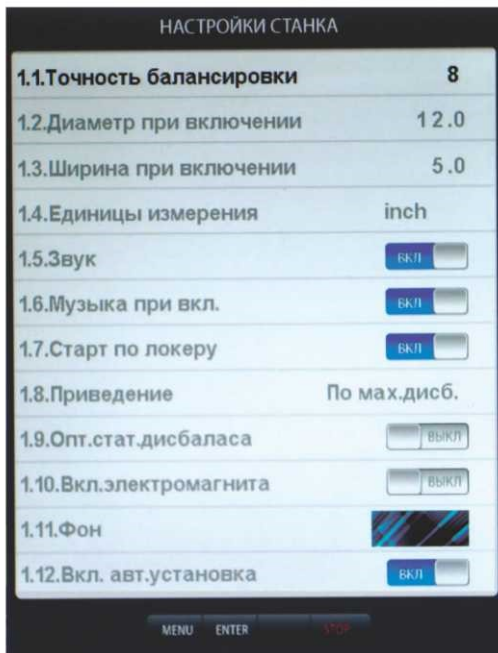 НАСТРОЙКИ СТАНКА
1.1.Точность балансировки 8
1.2.Диаметр при включении 12.0
1.3.Ширина при включении 5.0
1.4.Единицы измерения inch
1.5.Звук ВКЛ
1.6.Музыка при вкл. ВКЛ
1.7.Старт по локеру ВКЛ
1.8.Приведение По мах.дисб.
1.9.Опт.стат.дисбаласа ВЫКЛ
1.10.Вкл.электромагнита ВЫКЛ
1.11.Фон
1.12.Вкл. авт.установка ВКЛ
MENU ENTER STOP